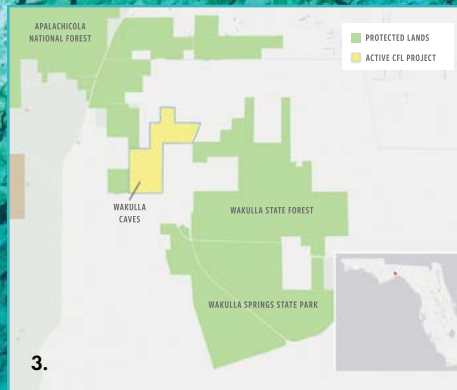 APALACHICOLA
NATIONAL FOREST
PROTECTED LANDS
ACTIVE CFL PROJECT
WAKULLA
CAVES
WAKULLA STATE FOREST
WAKULLA SPRINGS STATE PARK
3.